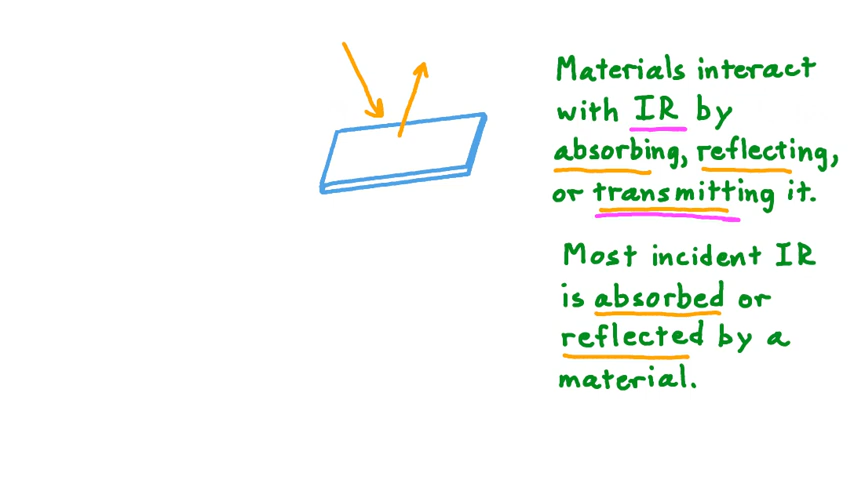 Materials interact
with IR by
absorbing, reflecting,
or transmitting it.
Most incident IR
is absorbed or
reflected by a
material.